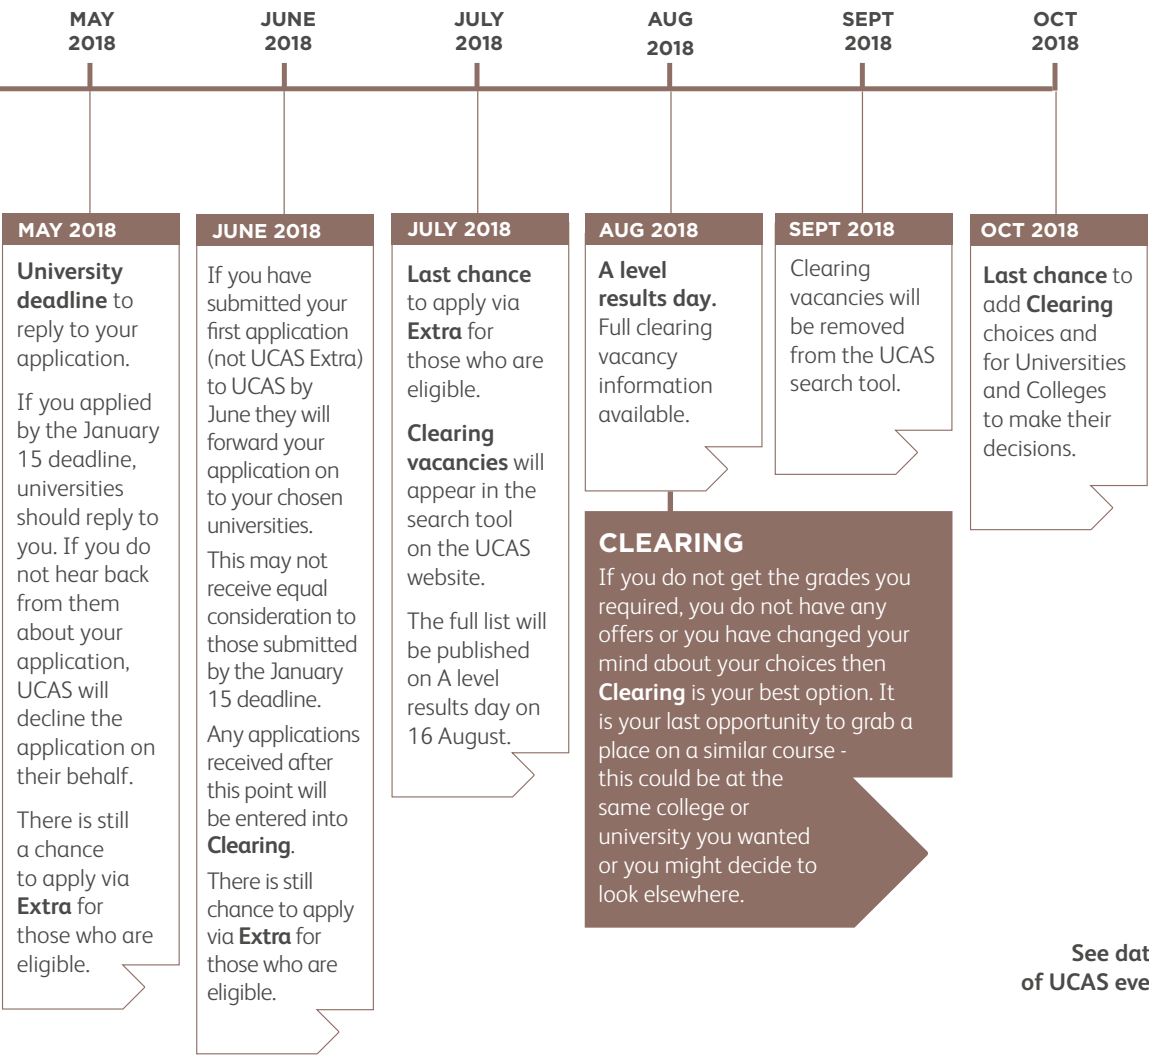 MAY
2018
JUNE
2018
JULY
2018
AUG
2018
SEPT
2018
OCT
2018
MAY 2018
University
deadline to
reply to your
application.
If you applied
by the January
15 deadline,
universities
should reply to
you. If you do
not hear back
from them
about your
application,
UCAS will
decline the
application on
their behalf.
There is still
a chance
to apply via
Extra for
those who are
eligible.
JUNE 2018
If you have
submitted your
first application
(not UCAS Extra)
to UCAS by
June they will
forward your
application on
to your chosen
universities.
This may not
receive equal
consideration to
those submitted
by the January
15 deadline.
Any applications
received after
this point will
be entered into
Clearing.
There is still
chance to apply
via Extra for
those who are
eligible.
JULY 2018
Last chance
to apply via
Extra for
those who are
eligible.
Clearing
vacancies will
appear in the
search tool
on the UCAS
website.
The full list will
be published
on A level
results day on
16 August.
AUG 2018
A level
results day.
Full clearing
vacancy
information
available.
CLEARING
If you do not get the grades you
required, you do not have any
offers or you have changed your
mind about your choices then
Clearing is your best option. It
is your last opportunity to grab a
place on a similar course -
this could be at the
same college or
university you wanted
or you might decide to
look elsewhere.
SEPT 2018
Clearing
vacancies will
be removed
from the UCAS
search tool.
OCT 2018
Last chance to
add Clearing
choices and
for Universities
and Colleges
to make their
decisions.
See dat
of UCAS eve